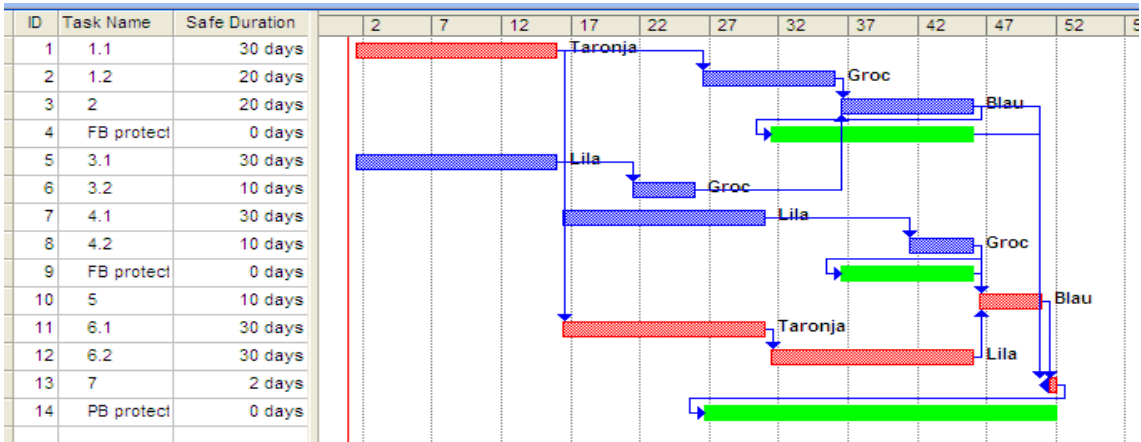 ID Task Name Safe Duration 2 7 12 17 22 27 32 37 42 47 52 5
1 1.1 30 days Taronja
2 1.2 20 days Groc
3 2 20 days Blau
4 FB protect 0 days
5 3.1 30 days Lila
6 3.2 10 days Groc
7 4.1 30 days Lila
8 4.2 10 days Groc
9 FB protect 0 days
10 5 10 days Blau
11 6.1 30 days Taronja
12 6.2 30 days Lila
13 7 2 days
14 PB protect 0 days